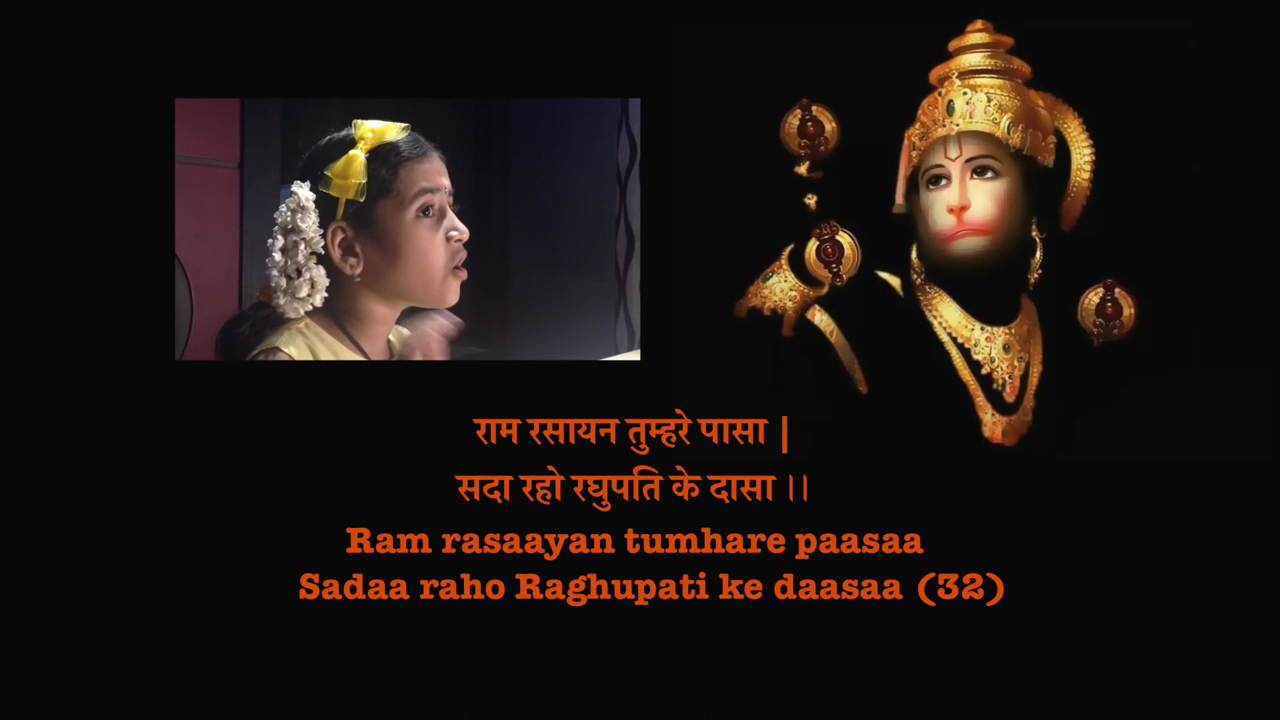 राम रसायन तुम्हरे पासा |
सदा रहो रघुपति के दासा ।।
Ram rasaayan tumhare paasaa
Sadaa raho Raghupati ke daasaa (32)